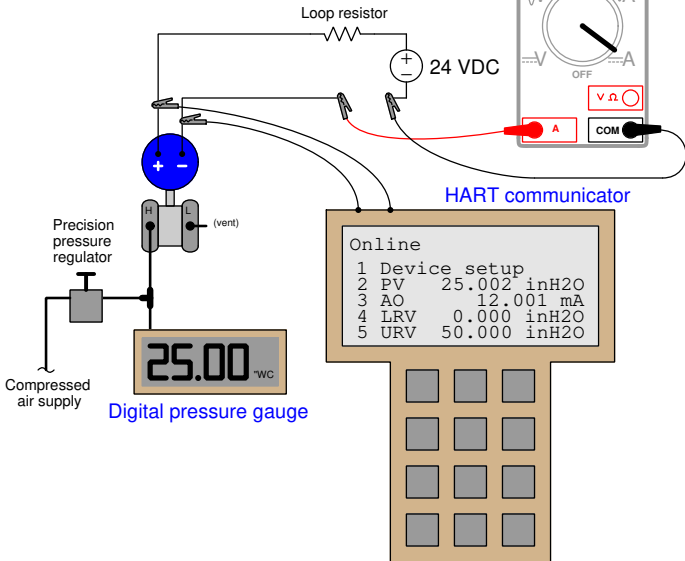 Loop resistor
24 VDC
V
A
OFF
V Ω
A
COM
+ −
H
L
(vent)
HART communicator
Precision
pressure
regulator
Online
1 Device setup
2 PV 25.002 inH2O
3 AO 12.001 mA
4 LRV 0.000 inH2O
5 URV 50.000 inH2O
25.00 "WC
Compressed
air supply
Digital pressure gauge